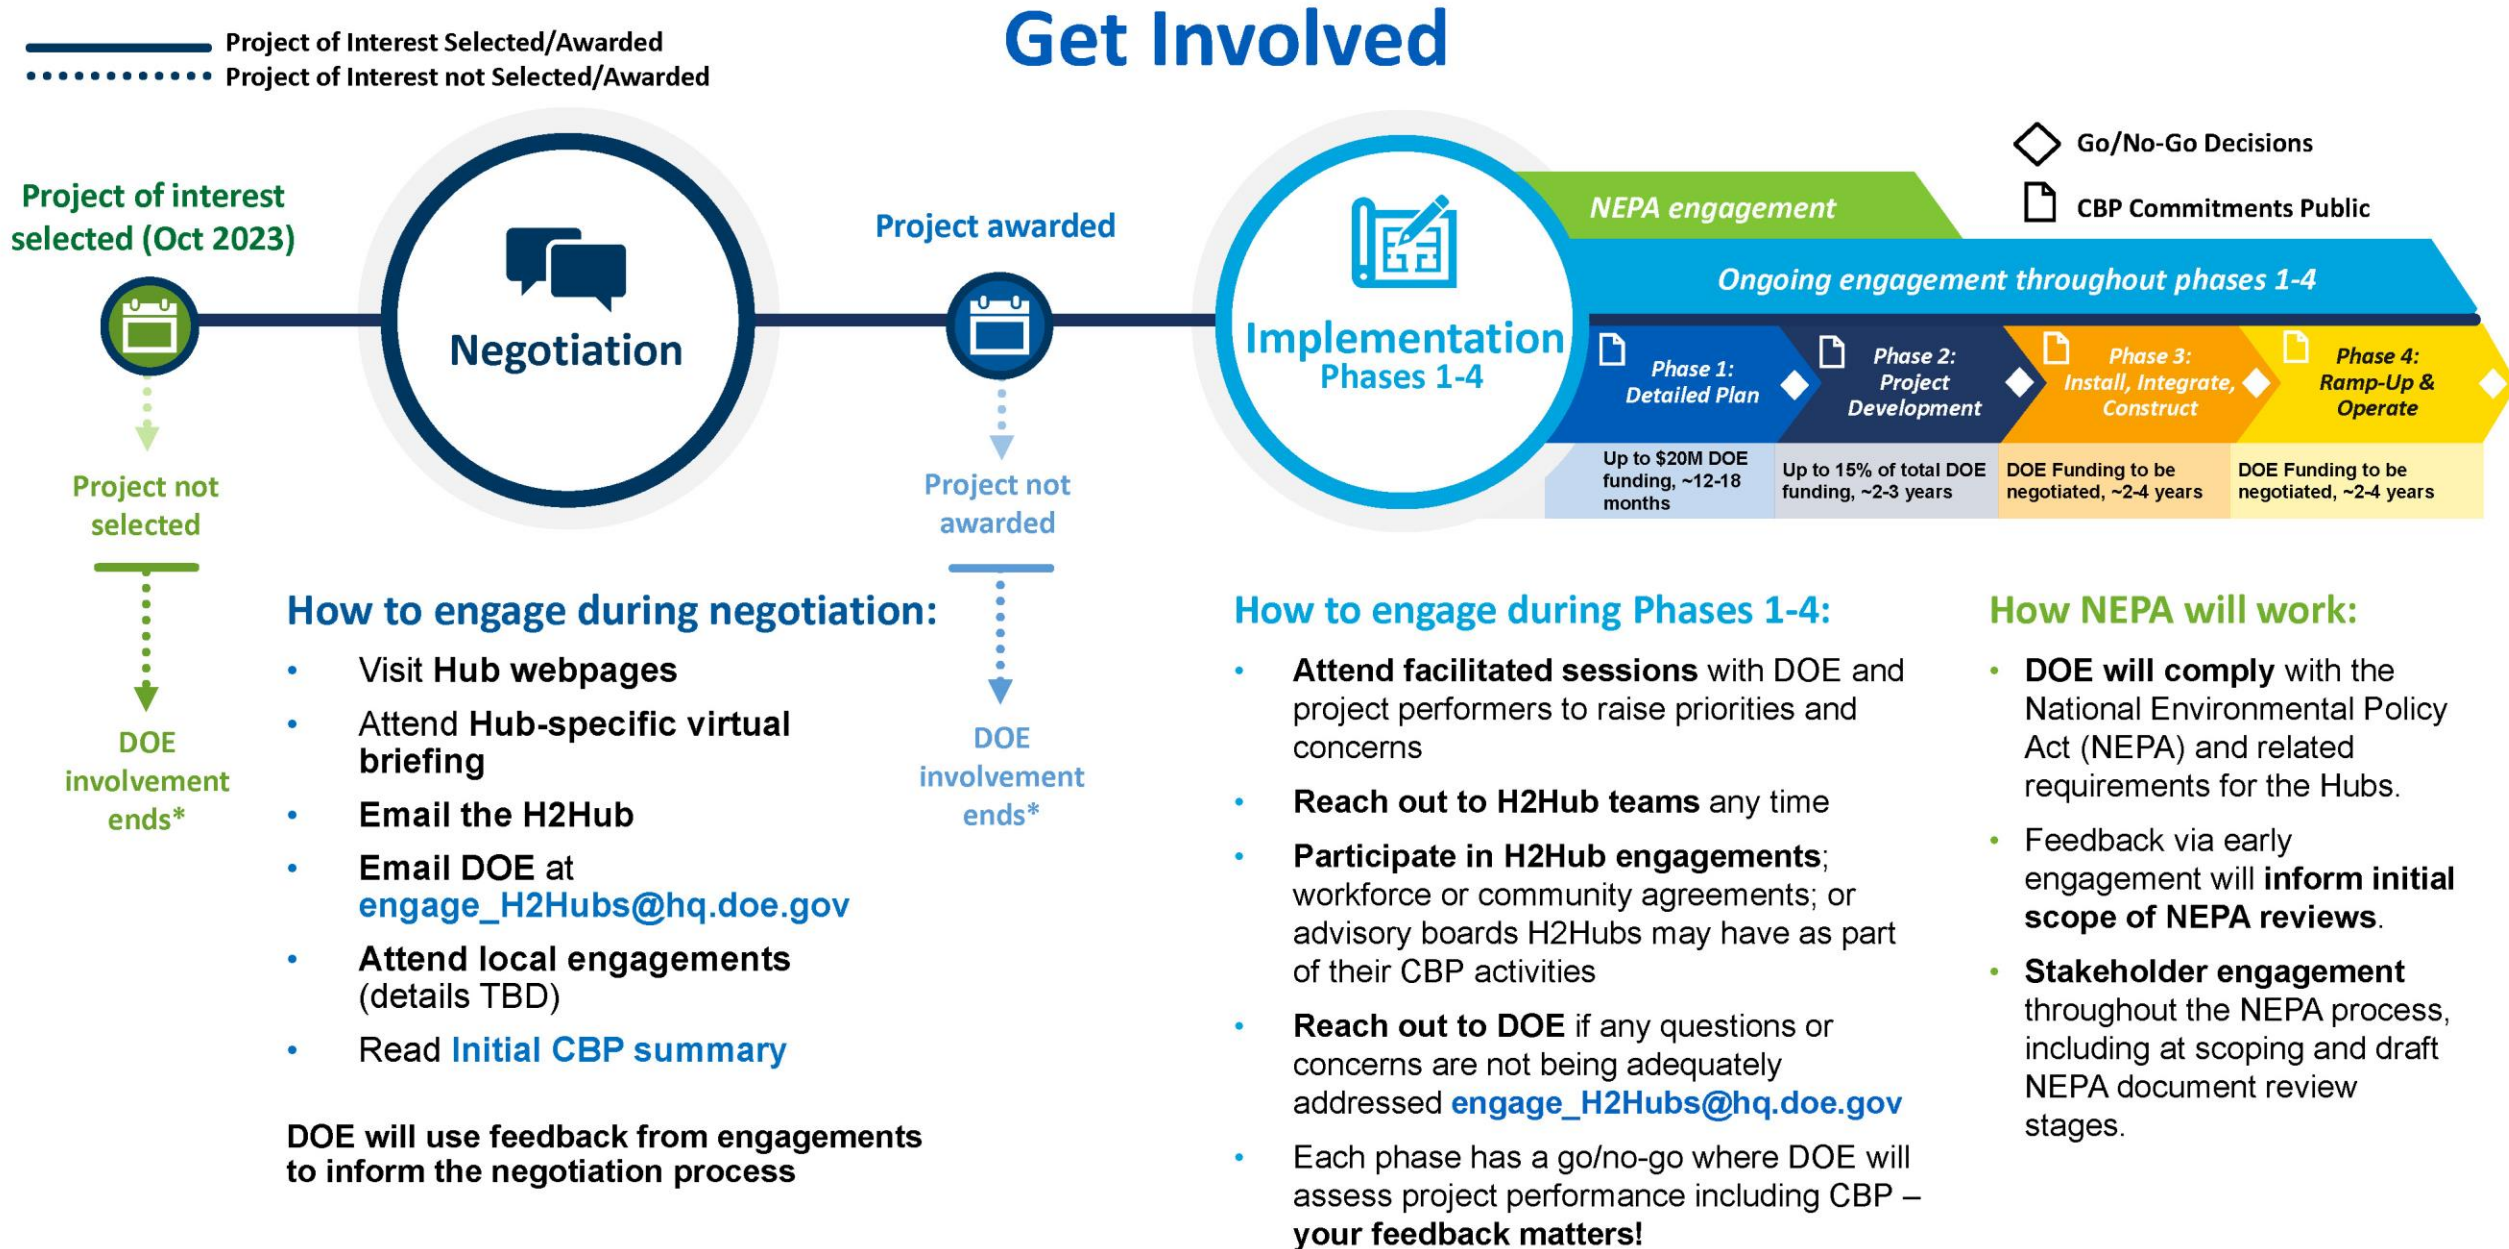 Get Involved
Project of Interest Selected/Awarded
Project of Interest not Selected/Awarded
Project of interest
selected (Oct 2023)
Project not
selected
DOE
involvement
ends*
Negotiation
Project awarded
Project not
awarded
DOE
involvement
ends*
Implementation
Phases 1-4
Go/No-Go Decisions
CBP Commitments Public
NEPA engagement
Ongoing engagement throughout phases 1-4
Phase 1:
Detailed Plan
Phase 2:
Project
Development
Phase 3:
Install, Integrate,
Construct
Phase 4:
Ramp-Up &
Operate
Up to $20M DOE
funding, ~12-18
months
Up to 15% of total DOE
funding, ~2-3 years
DOE Funding to be
negotiated, ~2-4 years
DOE Funding to be
negotiated, ~2-4 years
How to engage during negotiation:
• Visit Hub webpages
• Attend Hub-specific virtual
briefing
• Email the H2Hub
• Email DOE at
engage_H2Hubs@hq.doe.gov
• Attend local engagements
(details TBD)
• Read Initial CBP summary
DOE will use feedback from engagements
to inform the negotiation process
How to engage during Phases 1-4:
• Attend facilitated sessions with DOE and
project performers to raise priorities and
concerns
• Reach out to H2Hub teams any time
• Participate in H2Hub engagements;
workforce or community agreements; or
advisory boards H2Hubs may have as part
of their CBP activities
• Reach out to DOE if any questions or
concerns are not being adequately
addressed engage_H2Hubs@hq.doe.gov
• Each phase has a go/no-go where DOE will
assess project performance including CBP –
your feedback matters!
How NEPA will work:
• DOE will comply with the
National Environmental Policy
Act (NEPA) and related
requirements for the Hubs.
• Feedback via early
engagement will inform initial
scope of NEPA reviews.
• Stakeholder engagement
throughout the NEPA process,
including at scoping and draft
NEPA document review
stages.